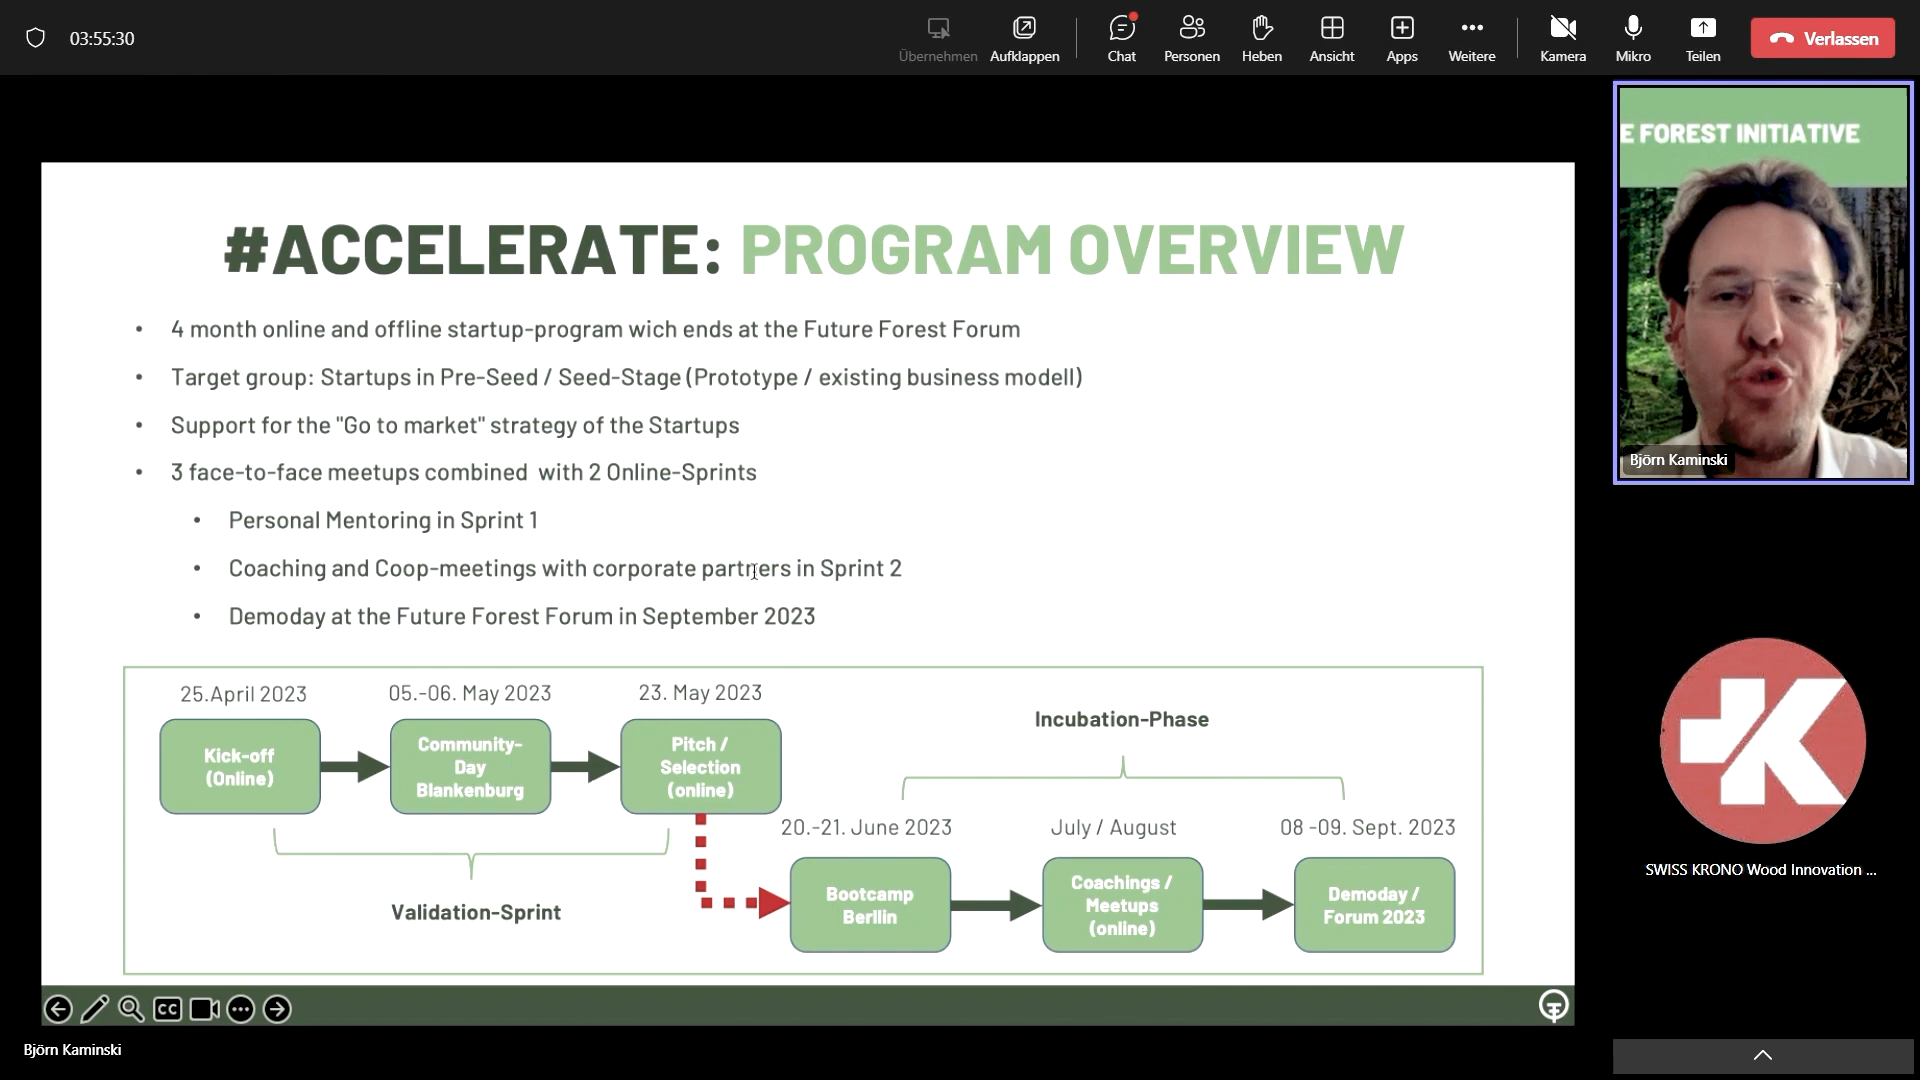 03:55:30
Übernehmen
Aufklappen
Chat
Personen
Heben
Ansicht
Apps
Weitere
Kamera
Mikro
Teilen
Verlassen
#ACCELERATE: PROGRAM OVERVIEW
• 4 month online and offline startup-program wich ends at the Future Forest Forum
• Target group: Startups in Pre-Seed / Seed-Stage (Prototype / existing business modell)
• Support for the "Go to market" strategy of the Startups
• 3 face-to-face meetups combined with 2 Online-Sprints
• Personal Mentoring in Sprint 1
• Coaching and Coop-meetings with corporate partners in Sprint 2
• Demoday at the Future Forest Forum in September 2023
25.April 2023
Kick-off
(Online)
05.-06. May 2023
Community-
Day
Blankenburg
23. May 2023
Pitch /
Selection
(online)
Validation-Sprint
Incubation-Phase
20.-21. June 2023
Bootcamp
Berllin
July / August
Coachings /
Meetups
(online)
08 -09. Sept. 2023
Demoday /
Forum 2023
CC
Björn Kaminski
E FOREST INITIATIVE
Björn Kaminski
K
SWISS KRONO Wood Innovation ...